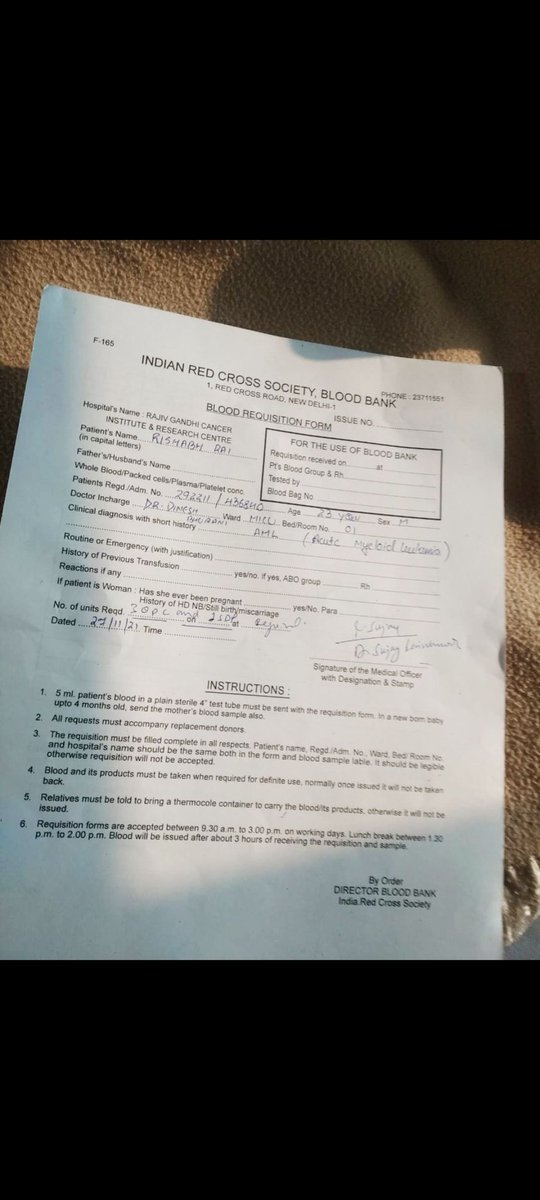 F-165
INDIAN RED CROSS SOCIETY, BLOOD BANK
1, RED CROSS ROAD, NEW DELHI-1
PHONE : 23711551
BLOOD REQUISITION FORM
ISSUE NO.
Hospital's Name : RAJIV GANDHI CANCER
INSTITUTE & RESEARCH CENTRE
Patient's Name RISHABH RAI
(in capital letters)
Father's/Husband's Name
Whole Blood/Packed cells/Plasma/Platelet conc.
FOR THE USE OF BLOOD BANK
Requisition received on at
Pt's Blood Group & Rh
Tested by
Blood Bag No.
Patients Regd./Adm. No. 292211 / 436840 Age 23 year Sex M
Doctor Incharge DR. DINESH BHURANI Ward MICU Bed/Room No. 01
Clinical diagnosis with short history AML (Acute Myeloid leukemia)
Routine or Emergency (with justification)
History of Previous Transfusion yes/no. if yes, ABO group Rh
Reactions if any
If patient is Woman : Has she ever been pregnant yes/No. Para
History of HD NB/Still birth/miscarriage
No. of units Reqd. on and at
Dated 27/11/21 Time
Dr Sujay
Signature of the Medical Officer
with Designation & Stamp
INSTRUCTIONS :
1. 5 ml. patient's blood in a plain sterile 4" test tube must be sent with the requisition form. In a new born baby
upto 4 months old, send the mother's blood sample also.
2. All requests must accompany replacement donors.
3. The requisition must be filled complete in all respects. Patient's name, Regd./Adm. No., Ward, Bed/ Room No.
and hospital's name should be the same both in the form and blood sample lable. It should be legible
otherwise requisition will not be accepted.
4. Blood and its products must be taken when required for definite use, normally once issued it will not be taken
back.
5. Relatives must be told to bring a thermocole container to carry the blood/its products, otherwise it will not be
issued.
6. Requisition forms are accepted between 9.30 a.m. to 3.00 p.m. on working days. Lunch break between 1.30
p.m. to 2.00 p.m. Blood will be issued after about 3 hours of receiving the requisition and sample.
By Order
DIRECTOR BLOOD BANK
India.Red Cross Society